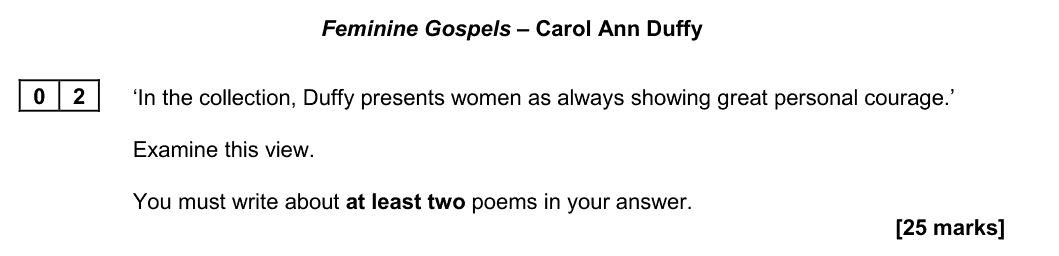 Feminine Gospels – Carol Ann Duffy
0 2 ‘In the collection, Duffy presents women as always showing great personal courage.’
Examine this view.
You must write about at least two poems in your answer.
[25 marks]